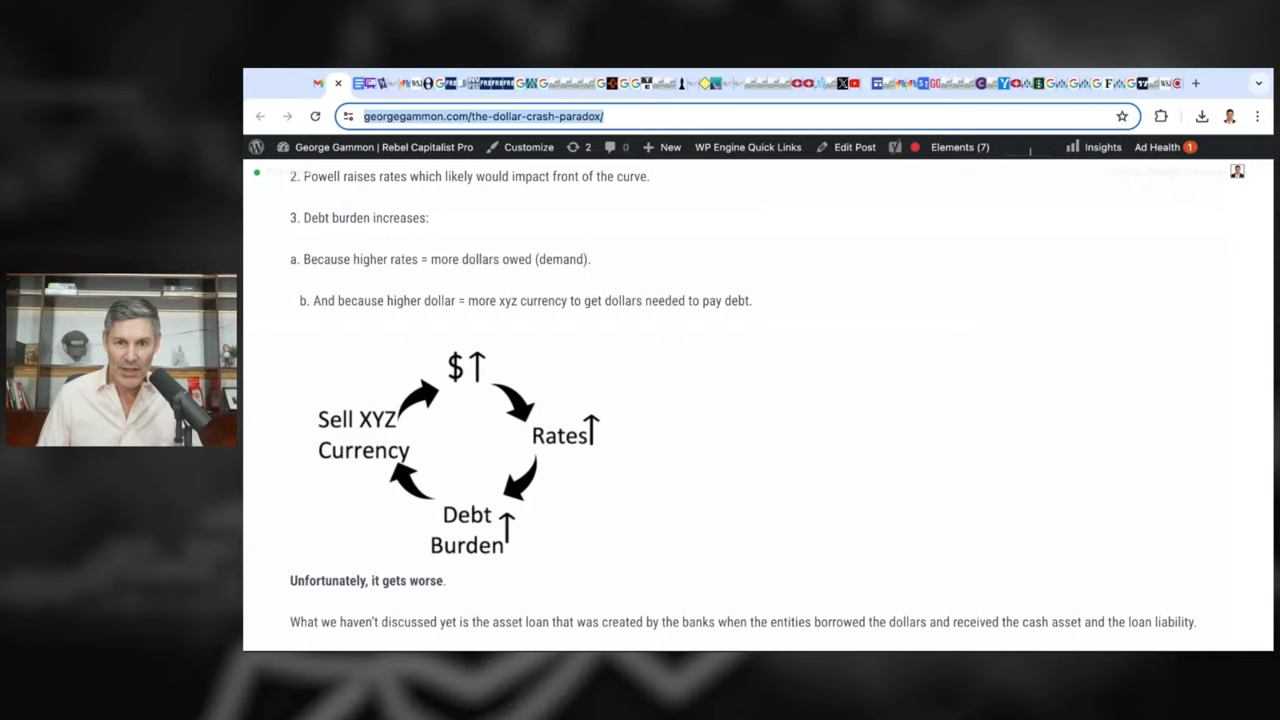 georgegammon.com/the-dollar-crash-paradox/
George Gammon | Rebel Capitalist Pro Customize 2 0 New WP Engine Quick Links Edit Post Elements (7) Insights Ad Health 1
2. Powell raises rates which likely would impact front of the curve.
3. Debt burden increases:
a. Because higher rates = more dollars owed (demand).
b. And because higher dollar = more xyz currency to get dollars needed to pay debt.
$↑
Sell XYZ
Currency
Rates↑
Debt ↑
Burden
Unfortunately, it gets worse.
What we haven't discussed yet is the asset loan that was created by the banks when the entities borrowed the dollars and received the cash asset and the loan liability.